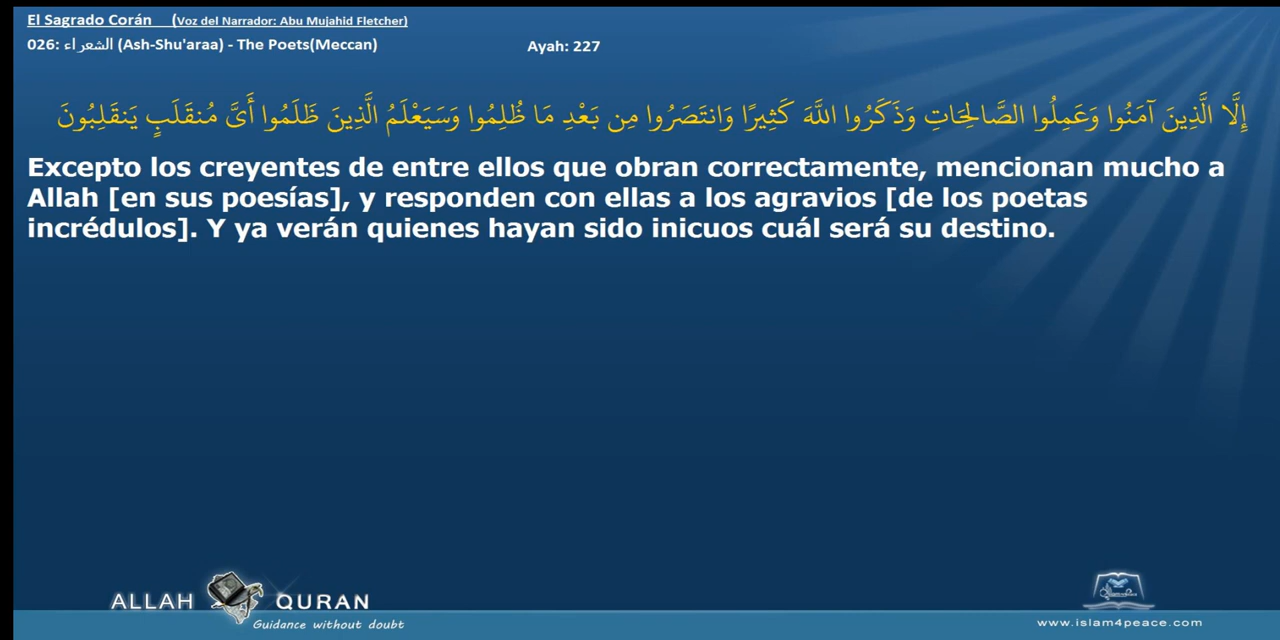 El Sagrado Corán (Voz del Narrador: Abu Mujahid Fletcher)
026: الشعراء (Ash-Shu'araa) - The Poets(Meccan) Ayah: 227
إِلَّا الَّذِينَ آمَنُوا وَعَمِلُوا الصَّالِحَاتِ وَذَكَرُوا اللَّهَ كَثِيرًا وَانتَصَرُوا مِن بَعْدِ مَا ظُلِمُوا وَسَيَعْلَمُ الَّذِينَ ظَلَمُوا أَيَّ مُنقَلَبٍ يَنقَلِبُونَ
Excepto los creyentes de entre ellos que obran correctamente, mencionan mucho a
Allah [en sus poesías], y responden con ellas a los agravios [de los poetas
incrédulos]. Y ya verán quienes hayan sido inicuos cuál será su destino.
ALLAH QURAN
Guidance without doubt
www.islam4peace.com